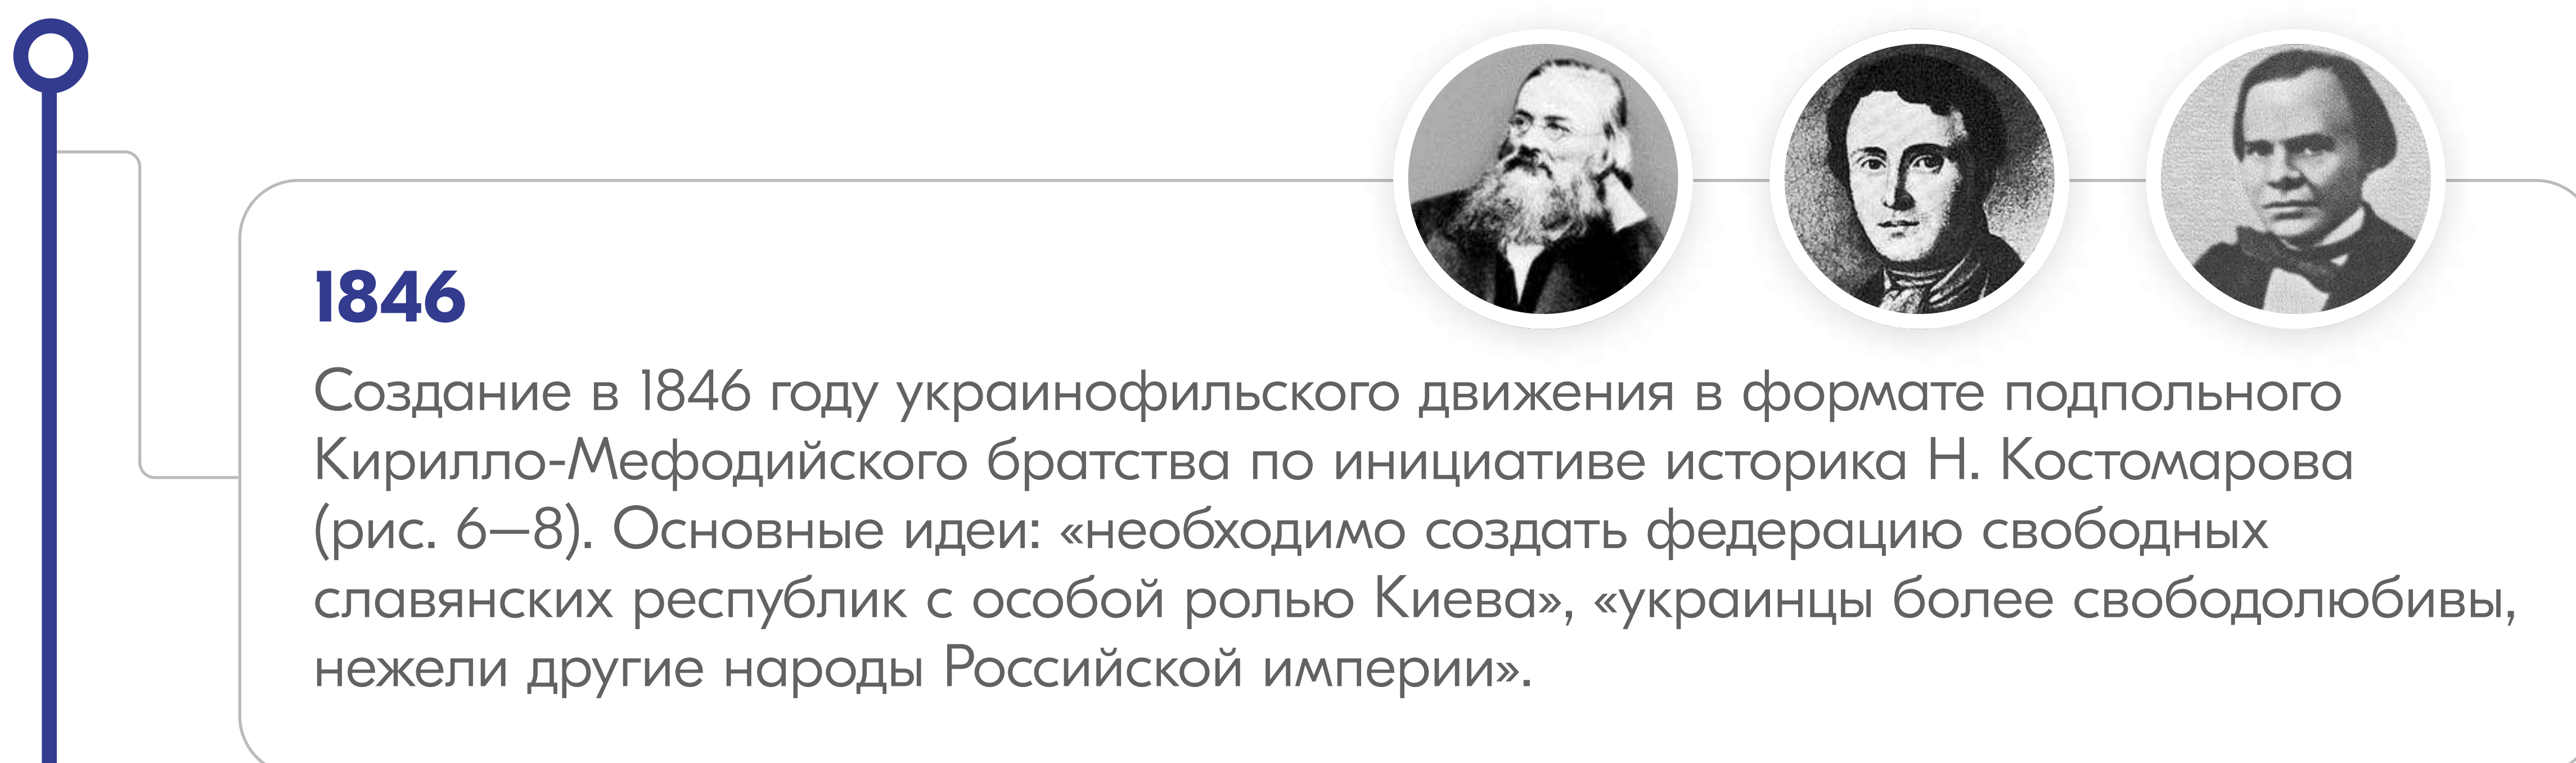 1846
Создание в 1846 году украинофильского движения в формате подпольного
Кирилло-Мефодийского братства по инициативе историка Н. Костомарова
(рис. 6—8). Основные идеи: «необходимо создать федерацию свободных
славянских республик с особой ролью Киева», «украинцы более свободолюбивы,
нежели другие народы Российской империи».